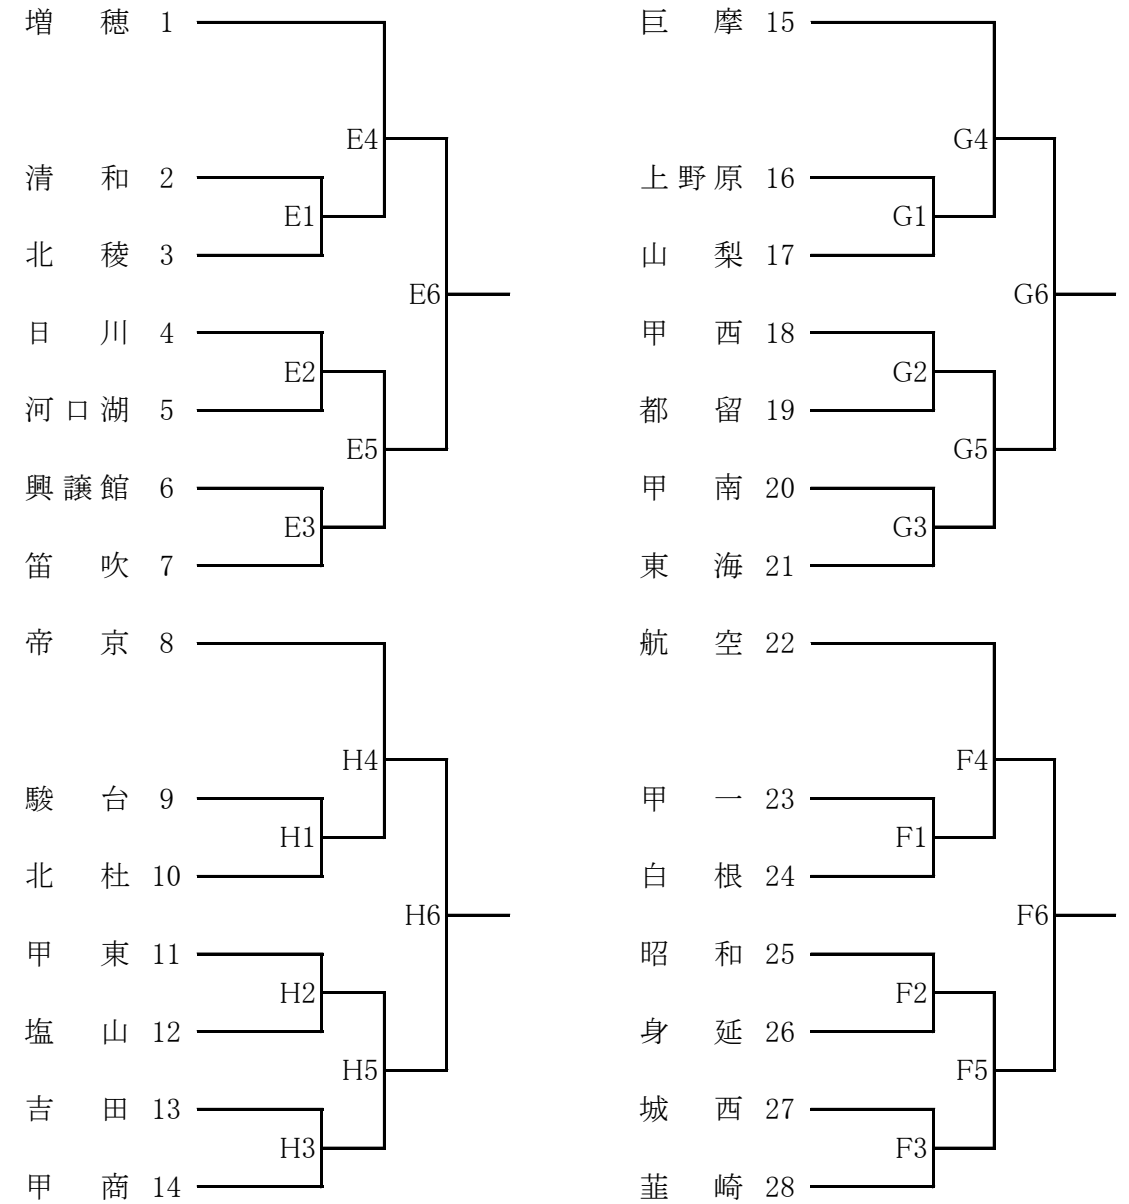 増穂 1
E4
清和 2
E1
北稜 3
E6
日川 4
E2
河口湖 5
E5
興譲館 6
E3
笛吹 7
帝京 8
H4
駿台 9
H1
北杜 10
H6
甲東 11
H2
塩山 12
H5
吉田 13
H3
甲商 14
巨摩 15
G4
上野原 16
G1
山梨 17
G6
甲西 18
G2
都留 19
G5
甲南 20
G3
東海 21
航空 22
F4
甲一 23
F1
白根 24
F6
昭和 25
F2
身延 26
F5
城西 27
F3
韮崎 28